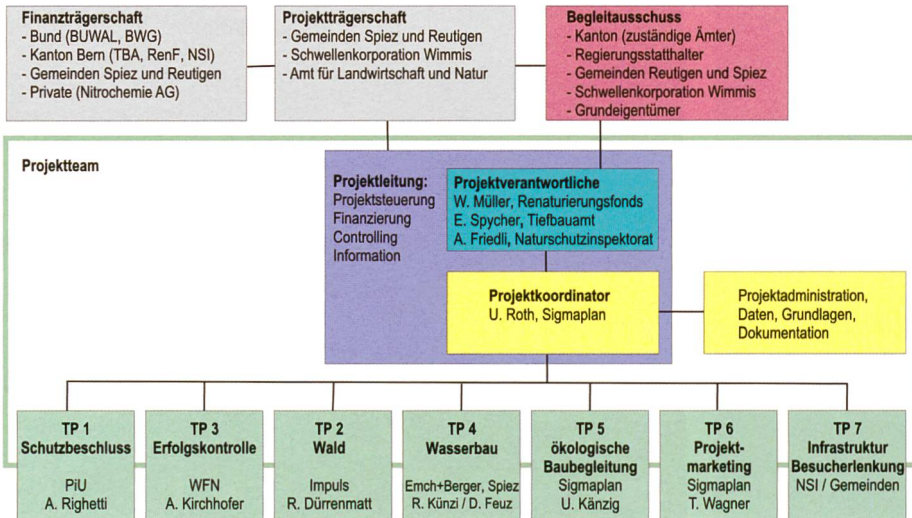 Finanzträgerschaft
- Bund (BUWAL, BWG)
- Kanton Bern (TBA, RenF, NSI)
- Gemeinden Spiez und Reutigen
- Private (Nitrochemie AG)
Projektträgerschaft
- Gemeinden Spiez und Reutigen
- Schwellenkorporation Wimmis
- Amt für Landwirtschaft und Natur
Begleitausschuss
- Kanton (zuständige Ämter)
- Regierungsstatthalter
- Gemeinden Reutigen und Spiez
- Schwellenkorporation Wimmis
- Grundeigentümer
Projektteam
Projektleitung:
Projektsteuerung
Finanzierung
Controlling
Information
Projektverantwortliche
W. Müller, Renaturierungsfonds
E. Spycher, Tiefbauamt
A. Friedli, Naturschutzinspektorat
Projektkoordinator
U. Roth, Sigmaplan
Projektadministration,
Daten, Grundlagen,
Dokumentation
TP 1
Schutzbeschluss
PiU
A. Righetti
TP 3
Erfolgskontrolle
WFN
A. Kirchhofer
TP 2
Wald
Impuls
R. Dürrenmatt
TP 4
Wasserbau
Emch+Berger, Spiez
R. Künzi / D. Feuz
TP 5
ökologische
Baubegleitung
Sigmaplan
U. Känzig
TP 6
Projekt-
marketing
Sigmaplan
T. Wagner
TP 7
Infrastruktur
Besucherlenkung
NSI / Gemeinden